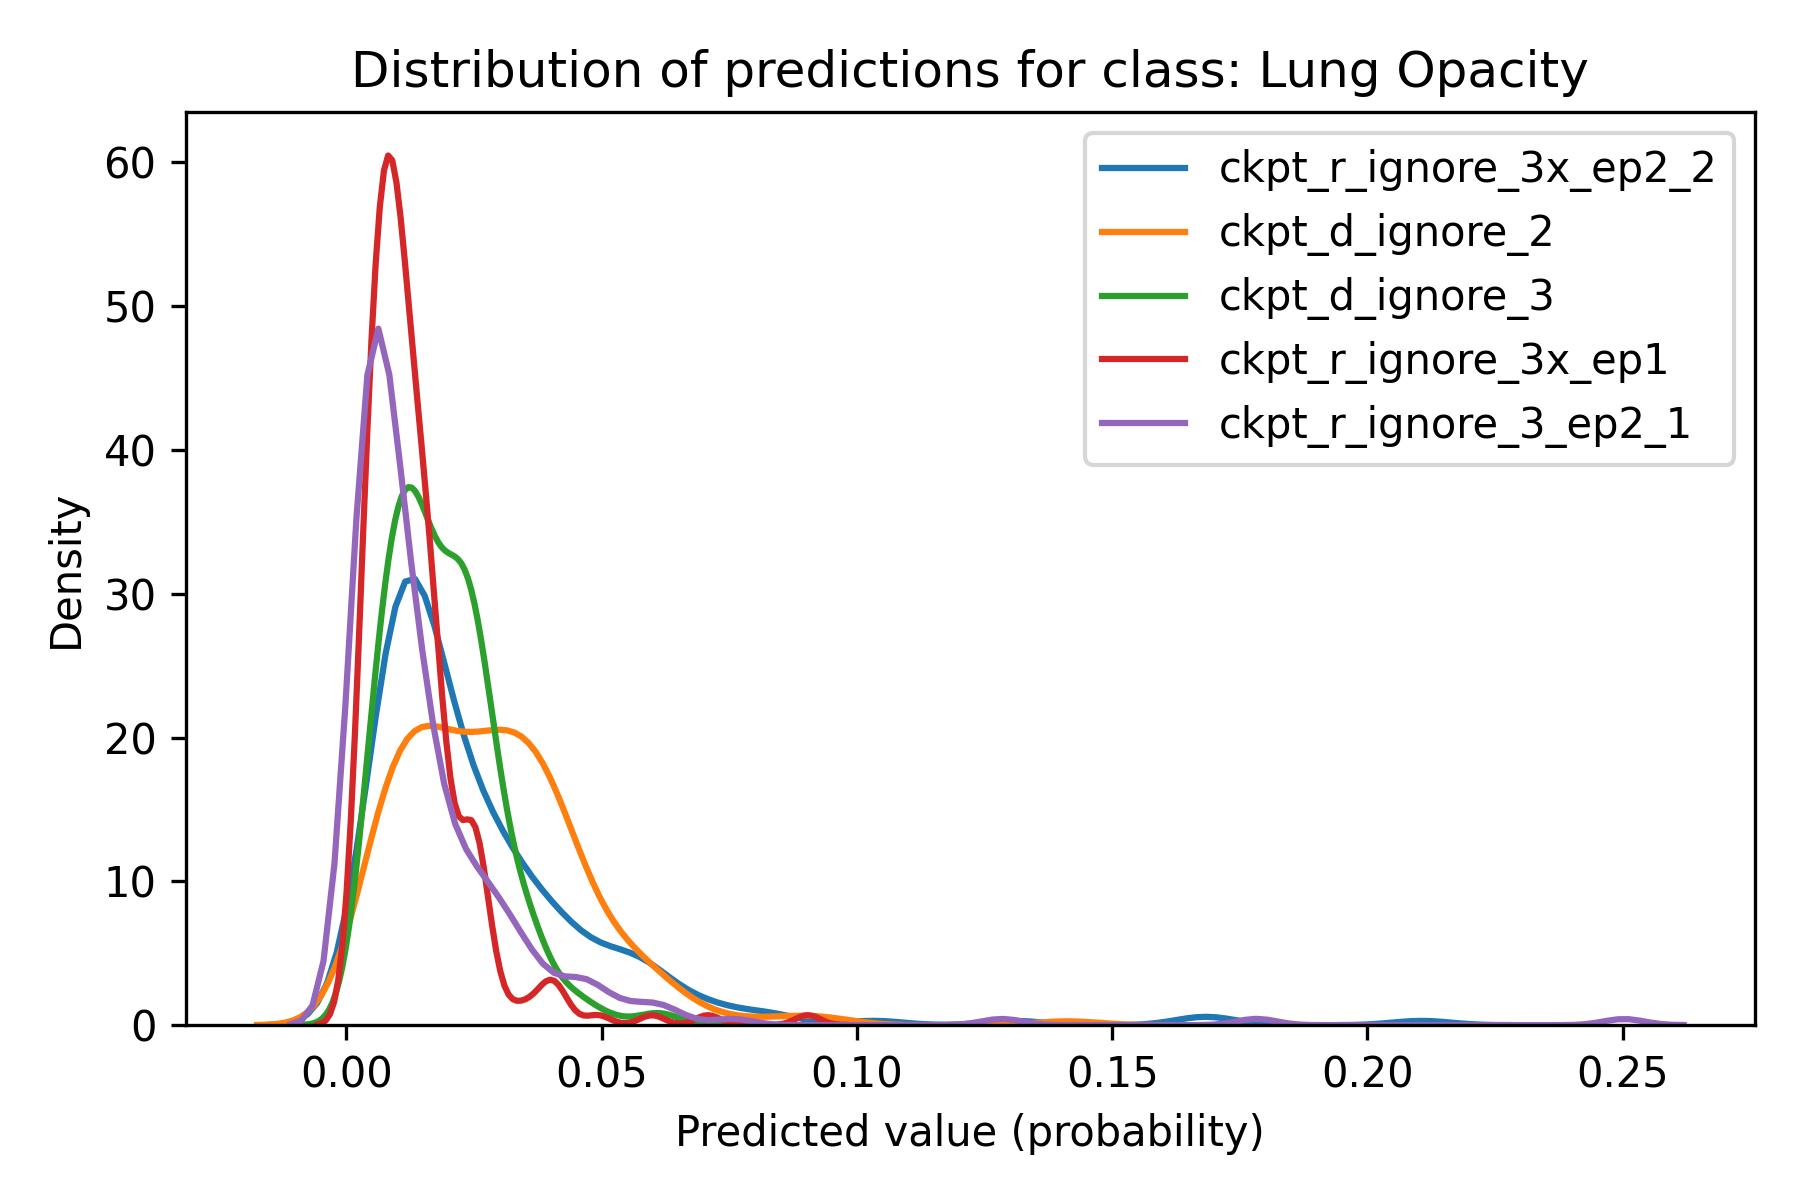 Distribution of predictions for class: Lung Opacity
ckpt_r_ignore_3x_ep2_2
ckpt_d_ignore_2
ckpt_d_ignore_3
ckpt_r_ignore_3x_ep1
ckpt_r_ignore_3_ep2_1
Density
60
50
40
30
20
10
0
0.00 0.05 0.10 0.15 0.20 0.25
Predicted value (probability)